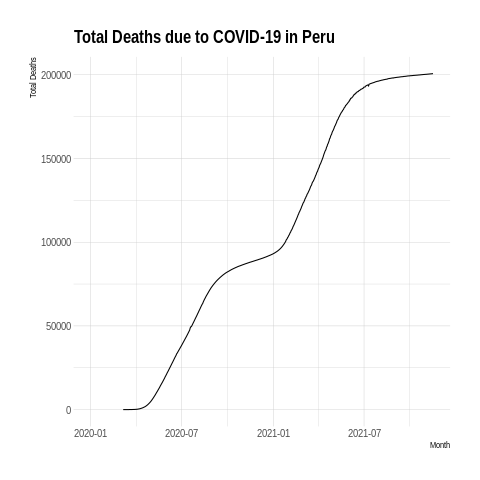 Total Deaths due to COVID-19 in Peru
Total Deaths
200000
150000
100000
50000
0
2020-01 2020-07 2021-01 2021-07
Month